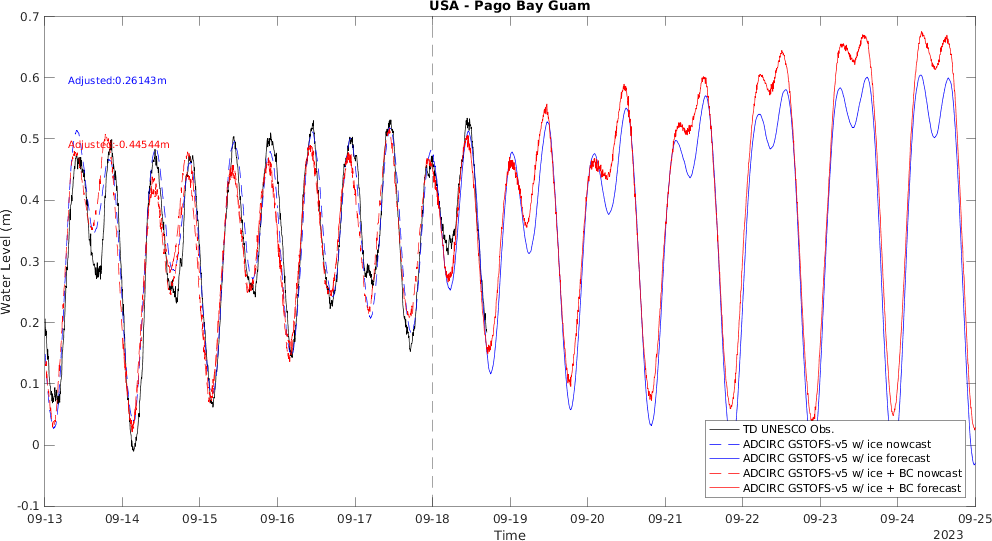 USA - Pago Bay Guam
0.7
0.6
0.5
0.4
0.3
0.2
0.1
0
-0.1
Water Level (m)
Adjusted:0.26143m
Adjusted:-0.44544m
TD UNESCO Obs.
ADCIRC GSTOFS-v5 w/ ice nowcast
ADCIRC GSTOFS-v5 w/ ice forecast
ADCIRC GSTOFS-v5 w/ ice + BC nowcast
ADCIRC GSTOFS-v5 w/ ice + BC forecast
09-13 09-14 09-15 09-16 09-17 09-18 09-19 09-20 09-21 09-22 09-23 09-24 09-25
Time
2023